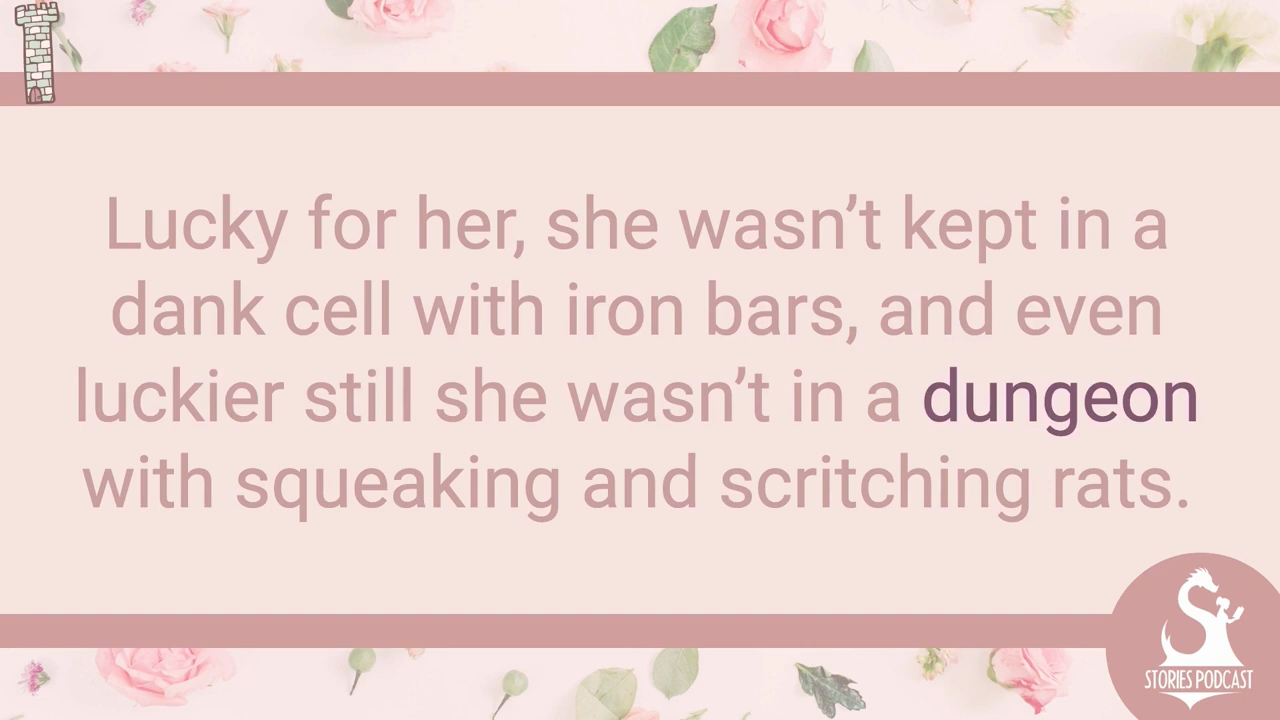 Lucky for her, she wasn’t kept in a
dank cell with iron bars, and even
luckier still she wasn’t in a dungeon
with squeaking and scritching rats.
STORIES PODCAST